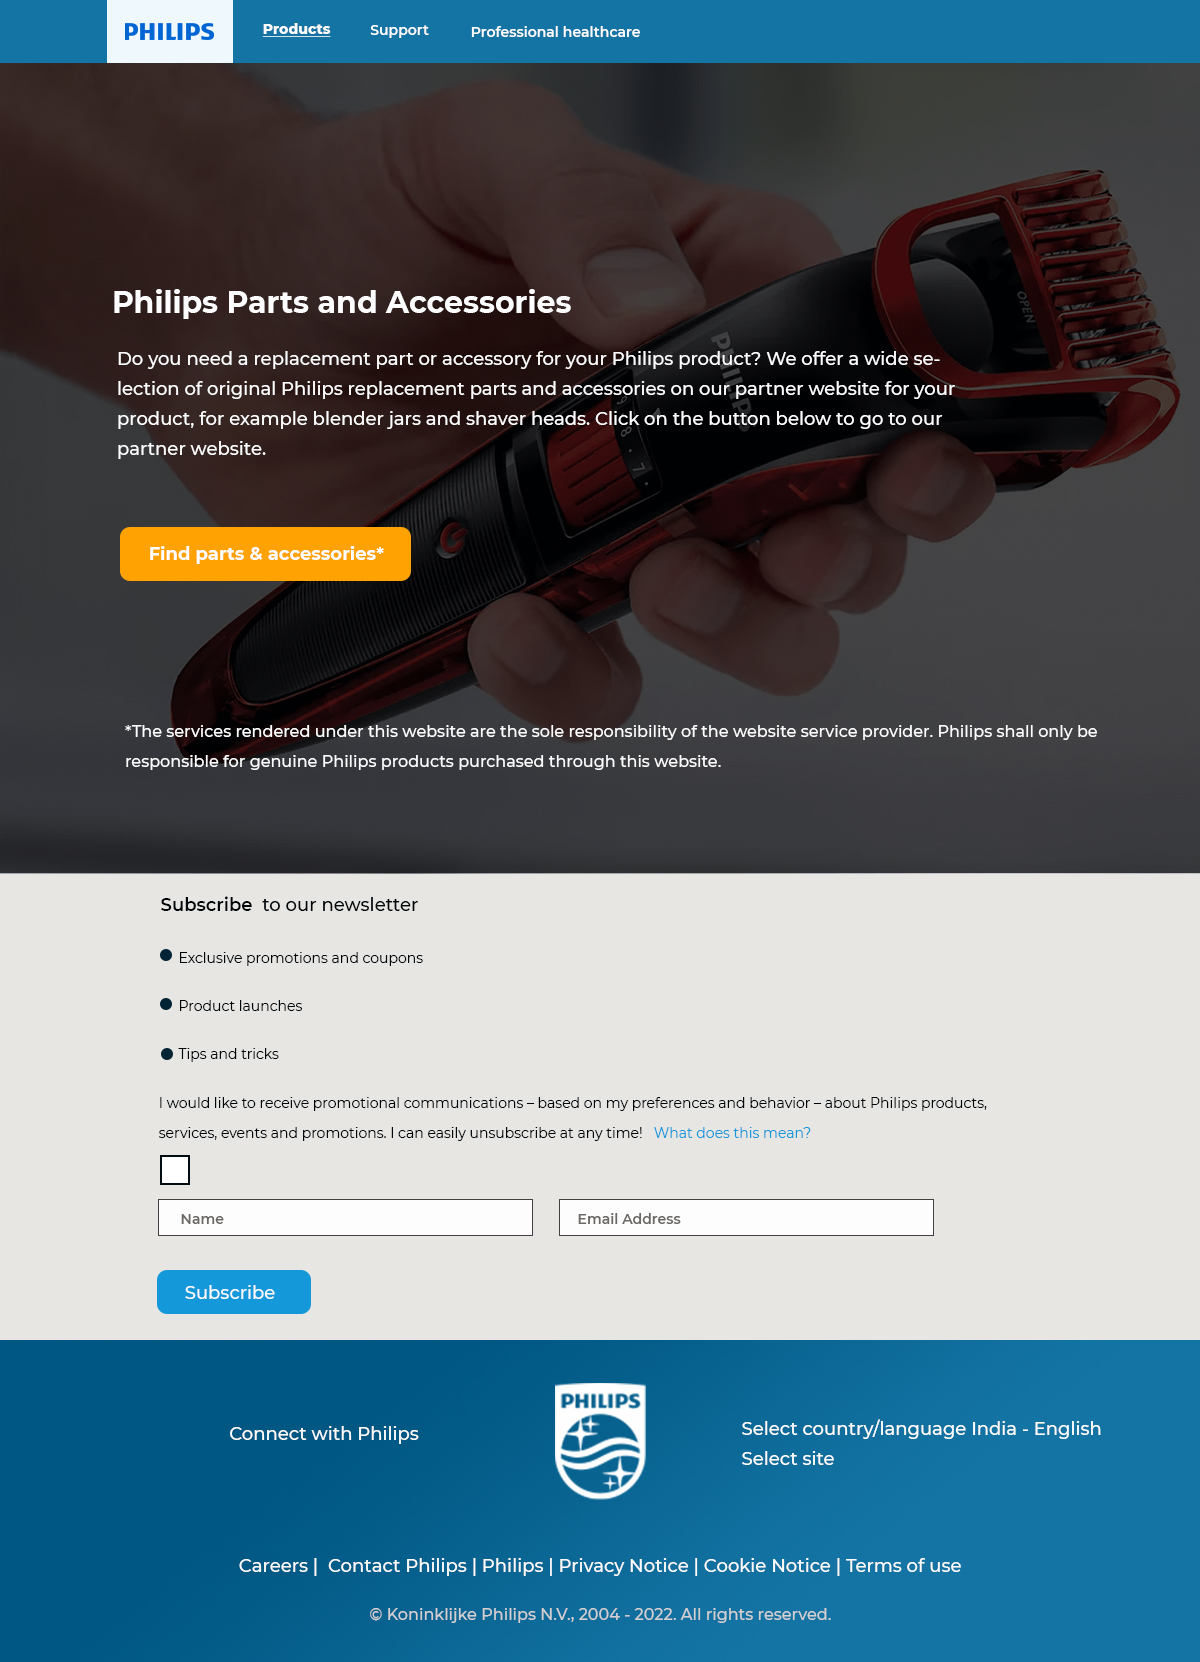 PHILIPS
Products
Support
Professional healthcare
OPEN
PHILIPS
Philips Parts and Accessories
Do you need a replacement part or accessory for your Philips product? We offer a wide se-
lection of original Philips replacement parts and accessories on our partner website for your
product, for example blender jars and shaver heads. Click on the button below to go to our
partner website.
9
8
7
Find parts & accessories*
*The services rendered under this website are the sole responsibility of the website service provider. Philips shall only be
responsible for genuine Philips products purchased through this website.
Subscribe to our newsletter
Exclusive promotions and coupons
Product launches
Tips and tricks
I would like to receive promotional communications – based on my preferences and behavior – about Philips products,
services, events and promotions. I can easily unsubscribe at any time! What does this mean?
Name
Email Address
Subscribe
Connect with Philips
PHILIPS
Select country/language India - English
Select site
Careers | Contact Philips | Philips | Privacy Notice | Cookie Notice | Terms of use
© Koninklijke Philips N.V., 2004 - 2022. All rights reserved.